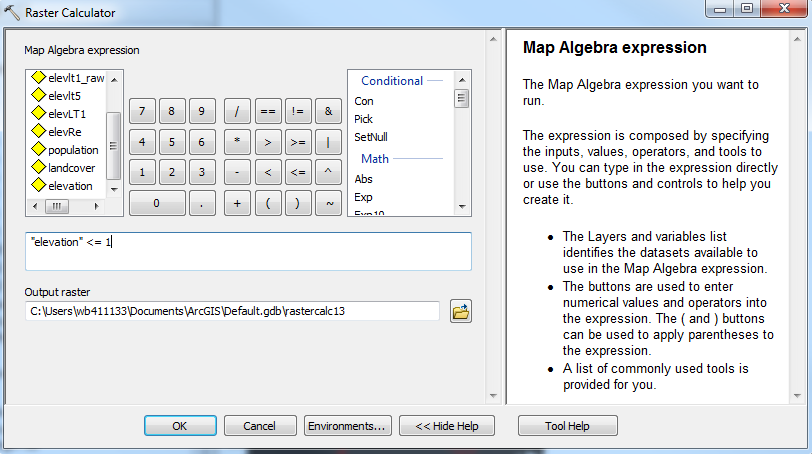 Raster Calculator
Map Algebra expression
elevlt1_raw
elevlt5
elevLT1
elevRe
population
landcover
elevation
7 8 9 / == != &
4 5 6 * > >= |
1 2 3 - < <= ^
0 . + ( ) ~
Conditional
Con
Pick
SetNull
Math
Abs
Exp
Exp10
"elevation" <= 1
Output raster
C:\Users\wb411133\Documents\ArcGIS\Default.gdb\rastercalc13
OK
Cancel
Environments...
<< Hide Help
Tool Help
Map Algebra expression
The Map Algebra expression you want to
run.
The expression is composed by specifying
the inputs, values, operators, and tools to
use. You can type in the expression directly
or use the buttons and controls to help you
create it.
• The Layers and variables list
identifies the datasets available to
use in the Map Algebra expression.
• The buttons are used to enter
numerical values and operators into
the expression. The ( and ) buttons
can be used to apply parentheses to
the expression.
• A list of commonly used tools is
provided for you.